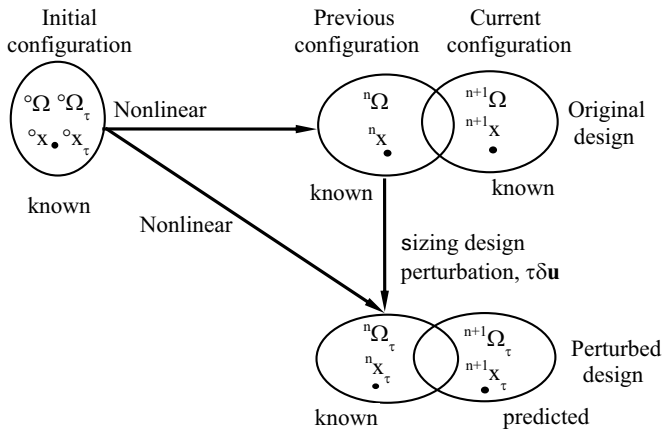 Initial
configuration
Previous
configuration
Current
configuration
°Ω °Ωτ
°x °xτ
known
Nonlinear
ⁿΩ
ⁿx
known
ⁿ⁺¹Ω
ⁿ⁺¹x
known
Original
design
Nonlinear
sizing design
perturbation, τδu
ⁿΩτ
ⁿxτ
known
ⁿ⁺¹Ωτ
ⁿ⁺¹xτ
predicted
Perturbed
design